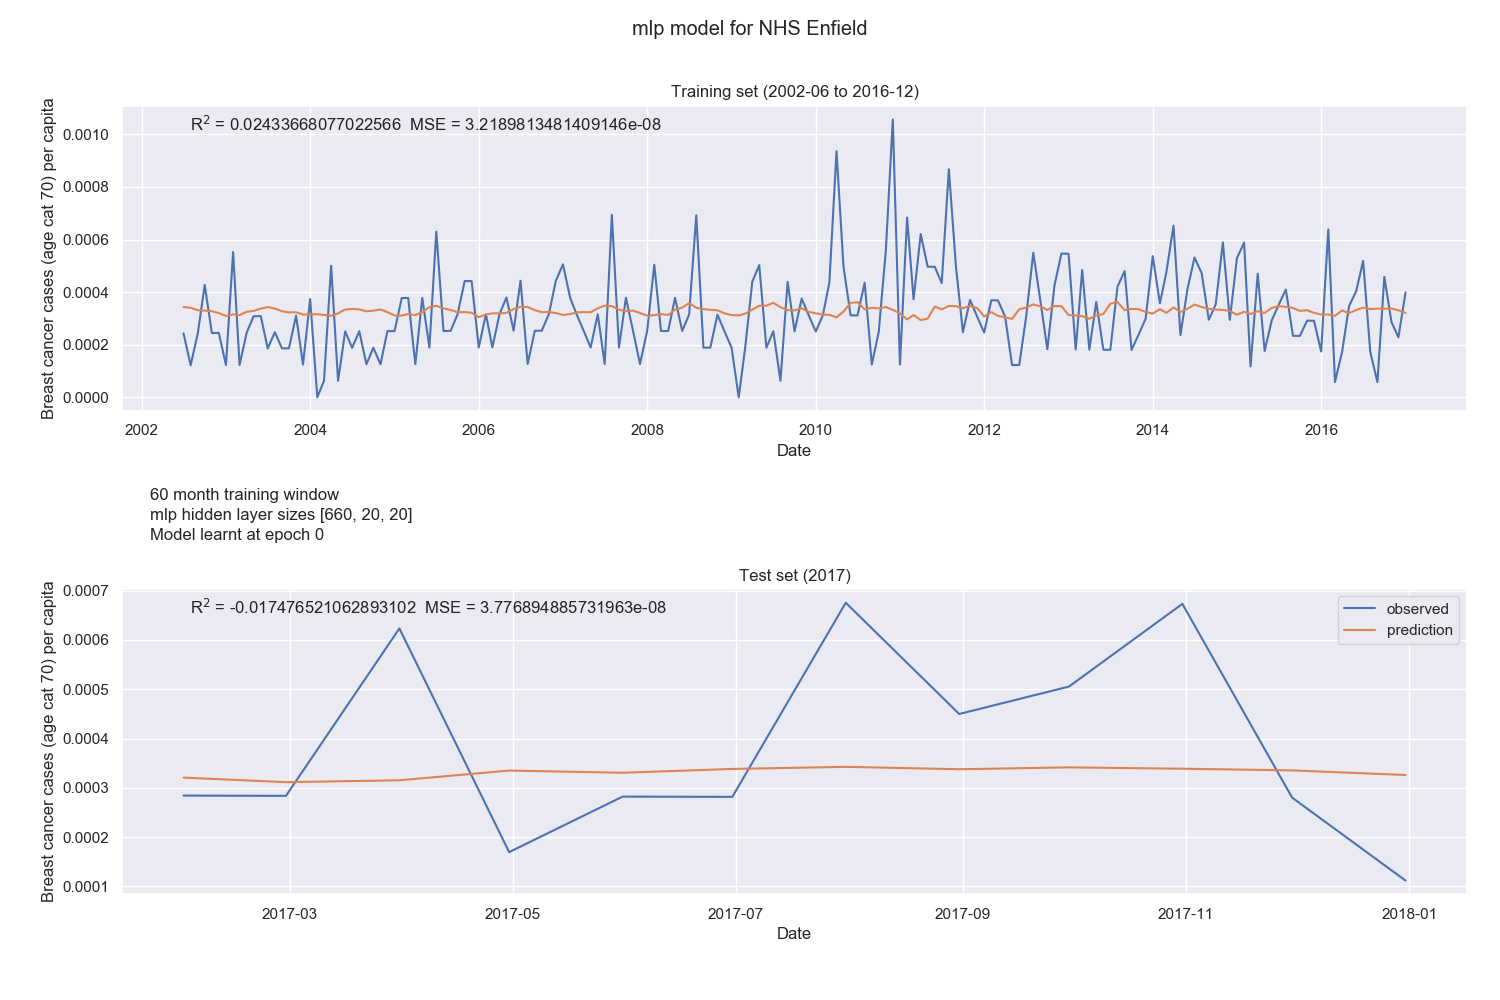 mlp model for NHS Enfield
Training set (2002-06 to 2016-12)
R² = 0.02433668077022566 MSE = 3.2189813481409146e-08
Breast cancer cases (age cat 70) per capita
0.0010
0.0008
0.0006
0.0004
0.0002
0.0000
2002 2004 2006 2008 2010 2012 2014 2016
Date
60 month training window
mlp hidden layer sizes [660, 20, 20]
Model learnt at epoch 0
Test set (2017)
R² = -0.017476521062893102 MSE = 3.776894885731963e-08
observed
prediction
Breast cancer cases (age cat 70) per capita
0.0007
0.0006
0.0005
0.0004
0.0003
0.0002
0.0001
2017-03 2017-05 2017-07 2017-09 2017-11 2018-01
Date